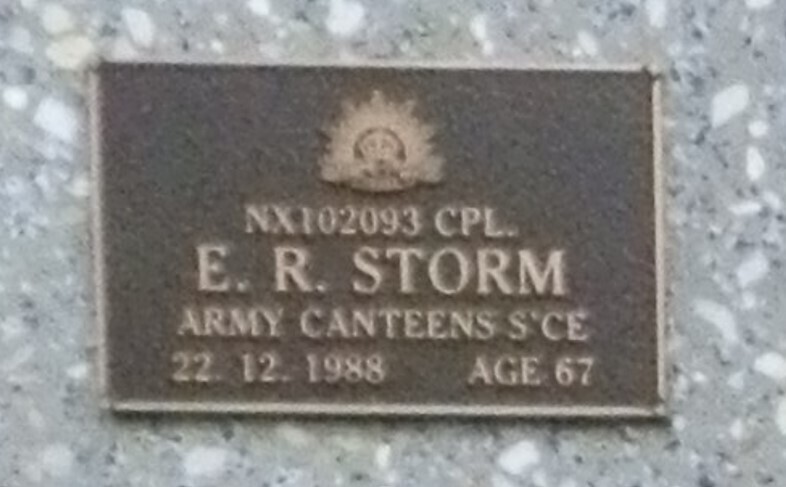 NX102093 CPL.
E. R. STORM
ARMY CANTEENS S'CE
22. 12. 1988 AGE 67